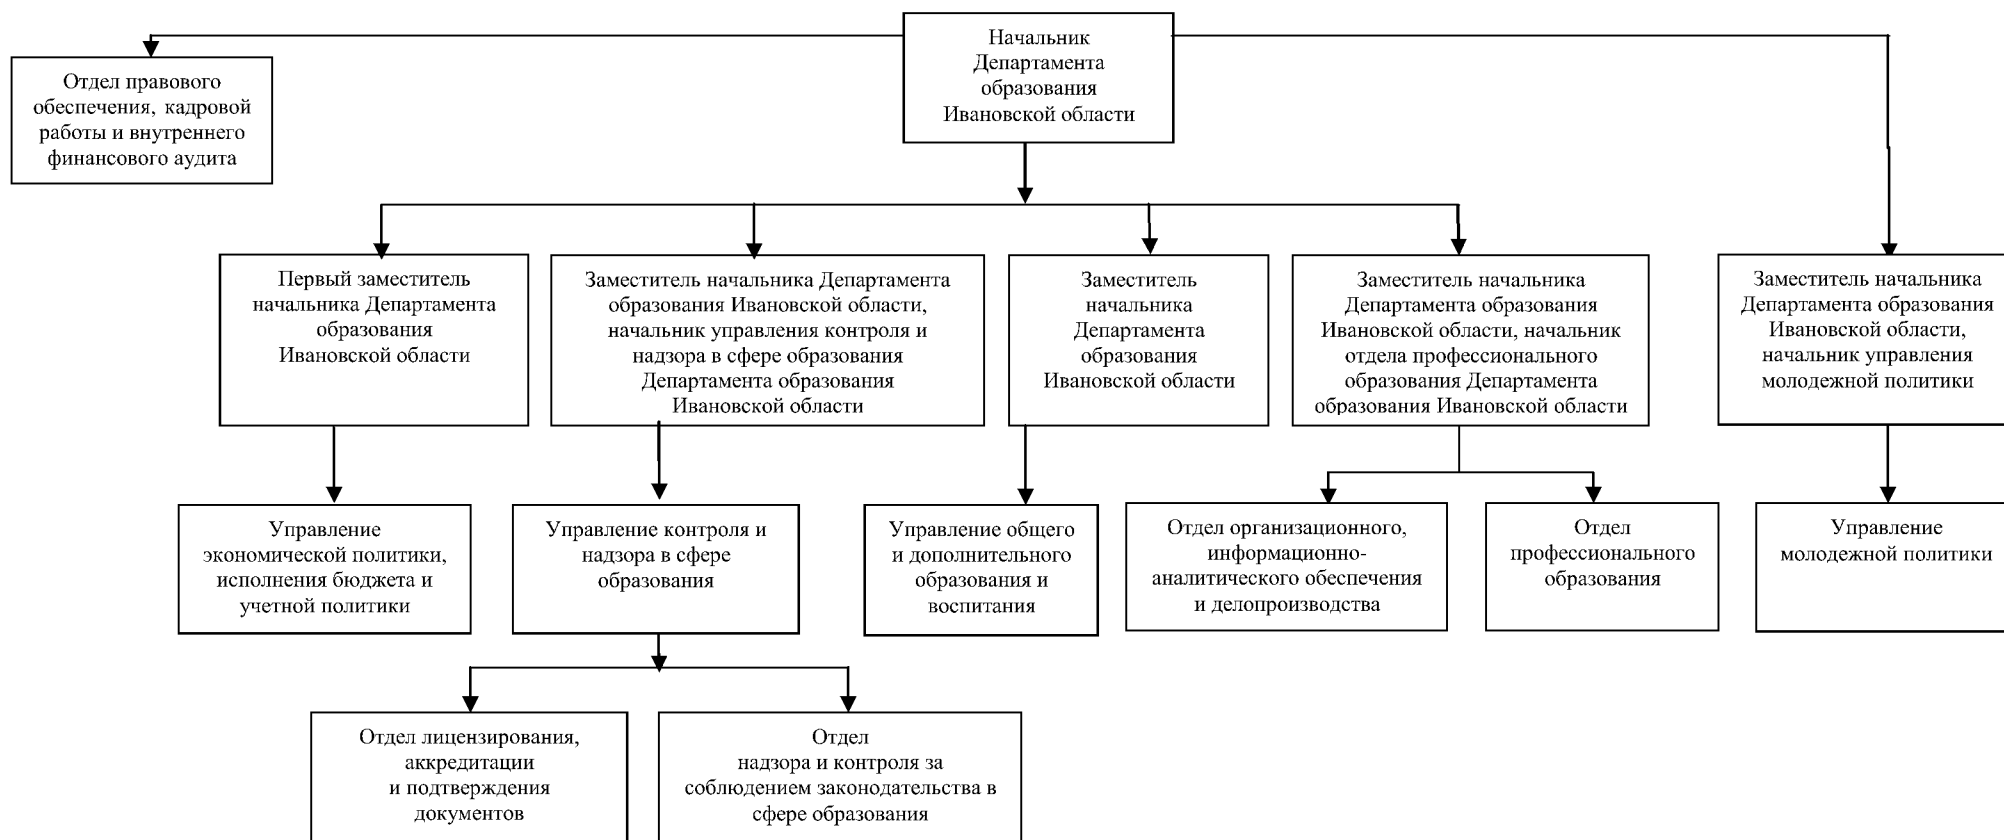 Начальник
Департамента
образования
Ивановской области
Отдел правового
обеспечения, кадровой
работы и внутреннего
финансового аудита
Первый заместитель
начальника Департамента
образования
Ивановской области
Заместитель начальника Департамента
образования Ивановской области,
начальник управления контроля и
надзора в сфере образования
Департамента образования
Ивановской области
Заместитель
начальника
Департамента
образования
Ивановской области
Заместитель начальника
Департамента образования
Ивановской области, начальник
отдела профессионального
образования Департамента
образования Ивановской области
Заместитель начальника
Департамента образования
Ивановской области,
начальник управления
молодежной политики
Управление
экономической политики,
исполнения бюджета и
учетной политики
Управление контроля и
надзора в сфере
образования
Управление общего
и дополнительного
образования и
воспитания
Отдел организационного,
информационно-
аналитического обеспечения
и делопроизводства
Отдел
профессионального
образования
Управление
молодежной политики
Отдел лицензирования,
аккредитации
и подтверждения
документов
Отдел
надзора и контроля за
соблюдением законодательства в
сфере образования